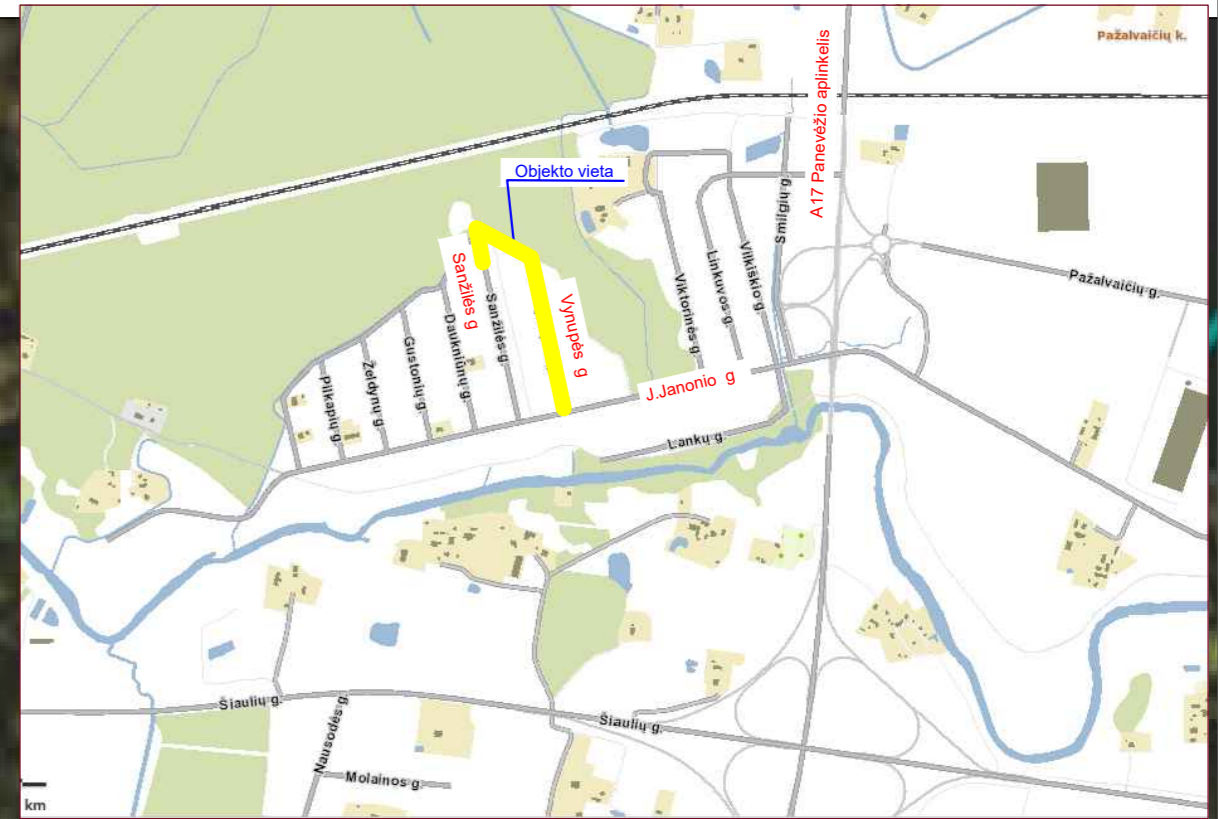 Pažalvaičių k.
A17 Panevėžio aplinkelis
Objekto vieta
Smilgių g.
Sanžilės g
Sanžilės g.
Vynupės g
Viktorinės g.
Linkuvos g.
Vilkiškio g.
Pažalvaičių g.
Daukniūnų g.
Gustonių g.
Želdynų g.
Pilkapių g.
J.Janonio g
Lankų g.
Šiaulių g.
Šiaulių g.
Nausodės g.
Molainos g.
km